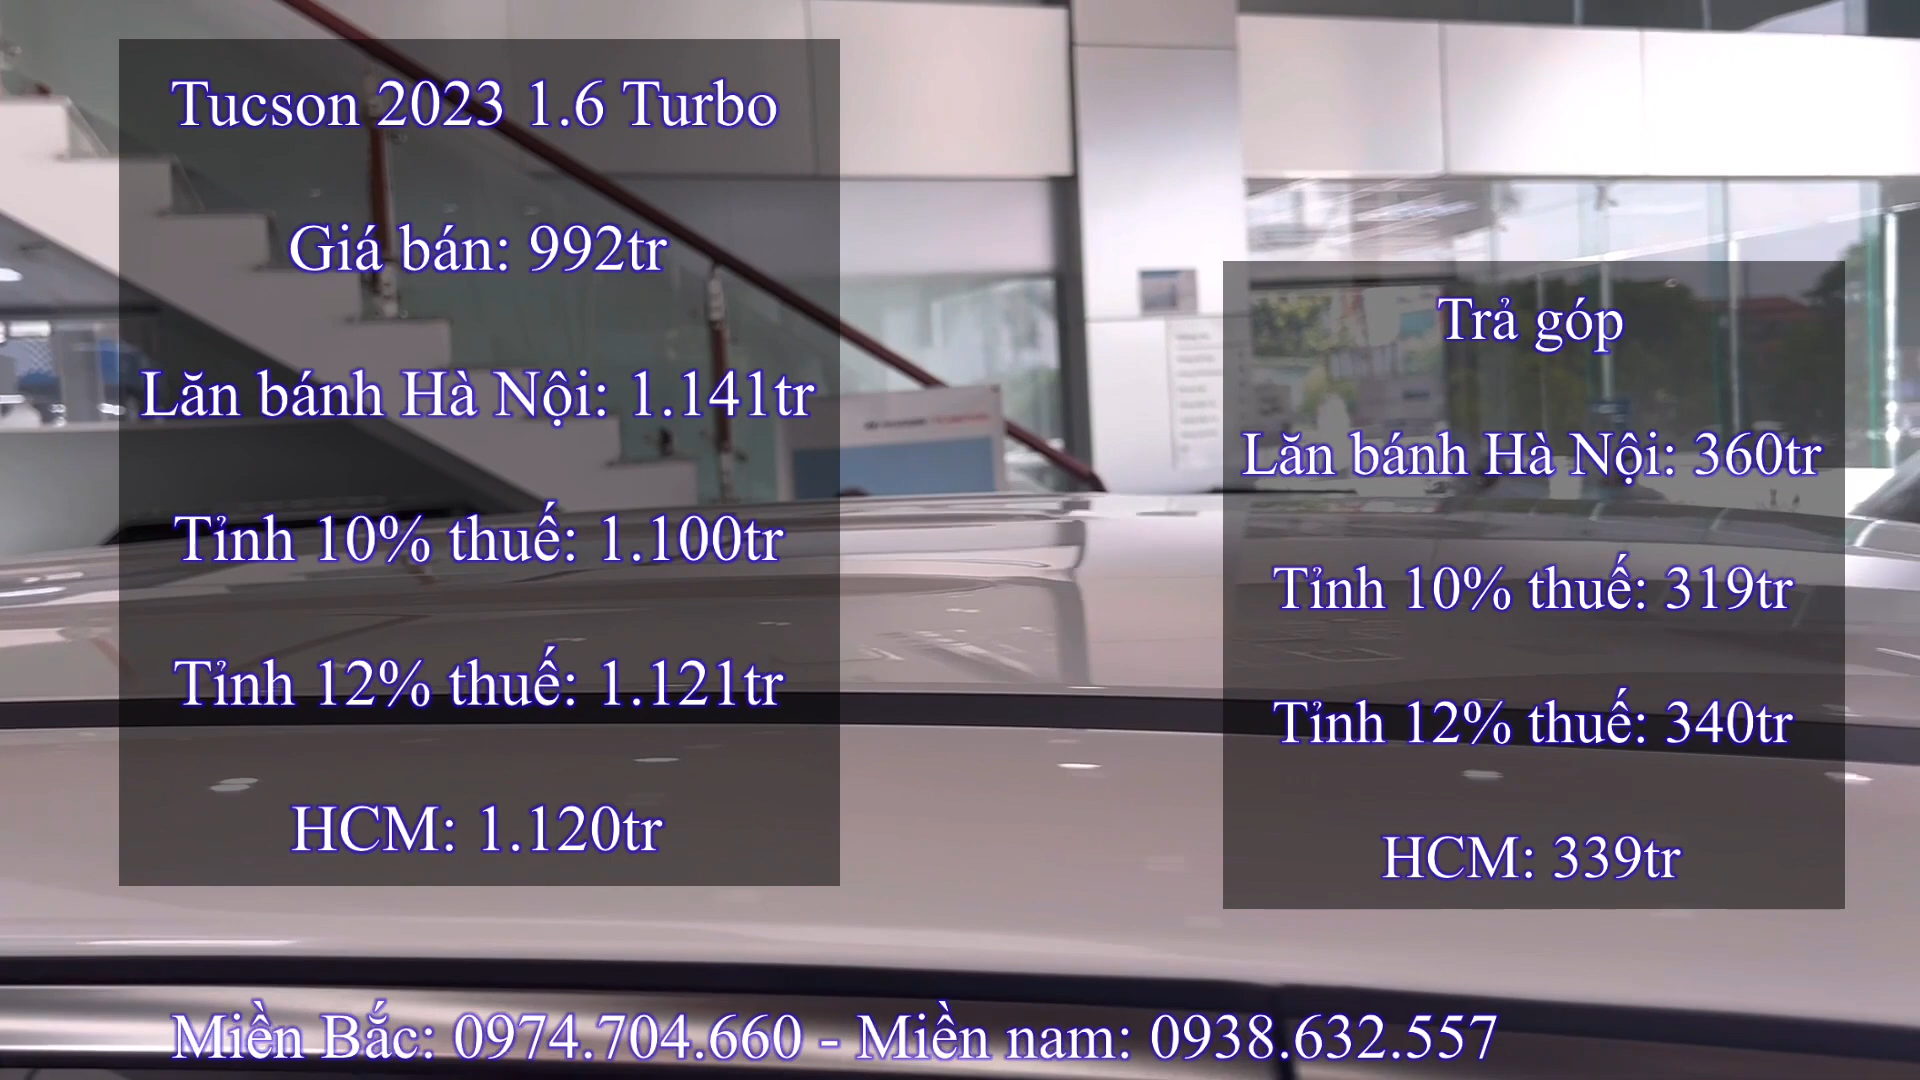 Tucson 2023 1.6 Turbo
Giá bán: 992tr
Lăn bánh Hà Nội: 1.141tr
Tỉnh 10% thuế: 1.100tr
Tỉnh 12% thuế: 1.121tr
HCM: 1.120tr
Trả góp
Lăn bánh Hà Nội: 360tr
Tỉnh 10% thuế: 319tr
Tỉnh 12% thuế: 340tr
HCM: 339tr
Miền Bắc: 0974.704.660 - Miền nam: 0938.632.557